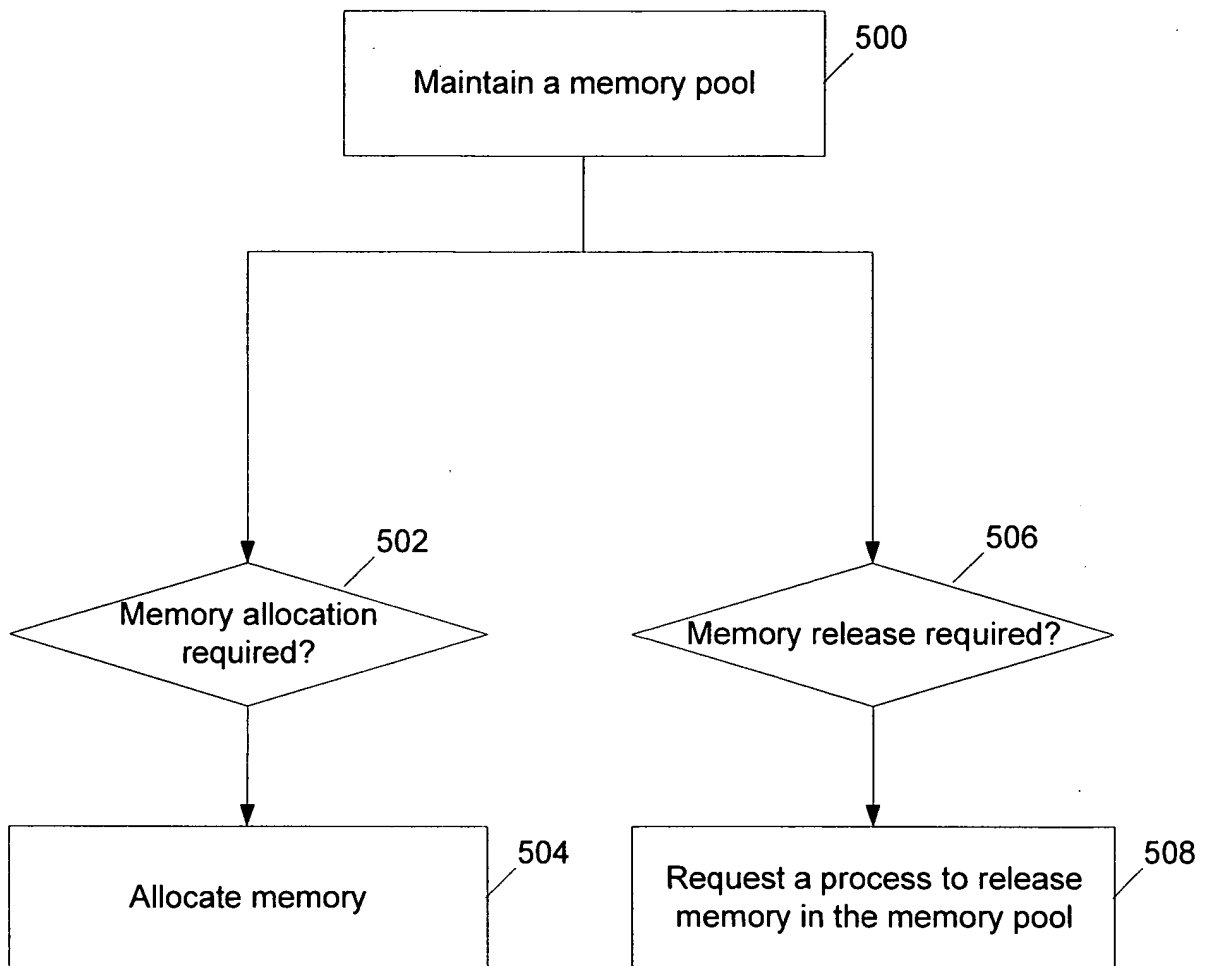 500
Maintain a memory pool
502
Memory allocation
required?
506
Memory release required?
504
Allocate memory
508
Request a process to release
memory in the memory pool